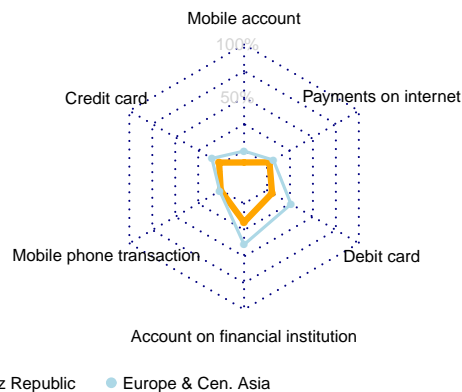 Mobile account
100%
Credit card
50%
Payments on internet
Mobile phone transaction
Debit card
Account on financial institution
z Republic
Europe & Cen. Asia